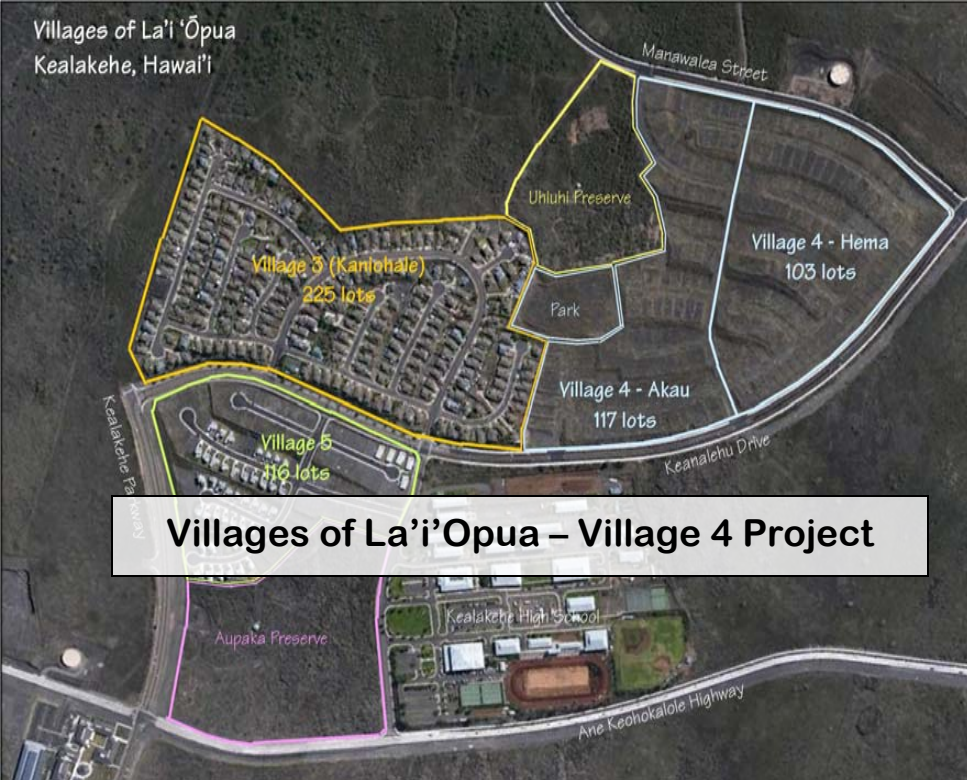 Villages of La'i 'Ōpua
Kealakehe, Hawai'i
Manawalea Street
Uhiuhi Preserve
Village 4 - Hema
103 lots
Village 3 (Kaniohale)
225 lots
Park
Village 4 - Akau
117 lots
Kealakehe Parkway
Village 5
116 lots
Keanalehu Drive
Villages of La'i'Opua – Village 4 Project
Kealakehe High School
Aupaka Preserve
Ane Keohokalole Highway